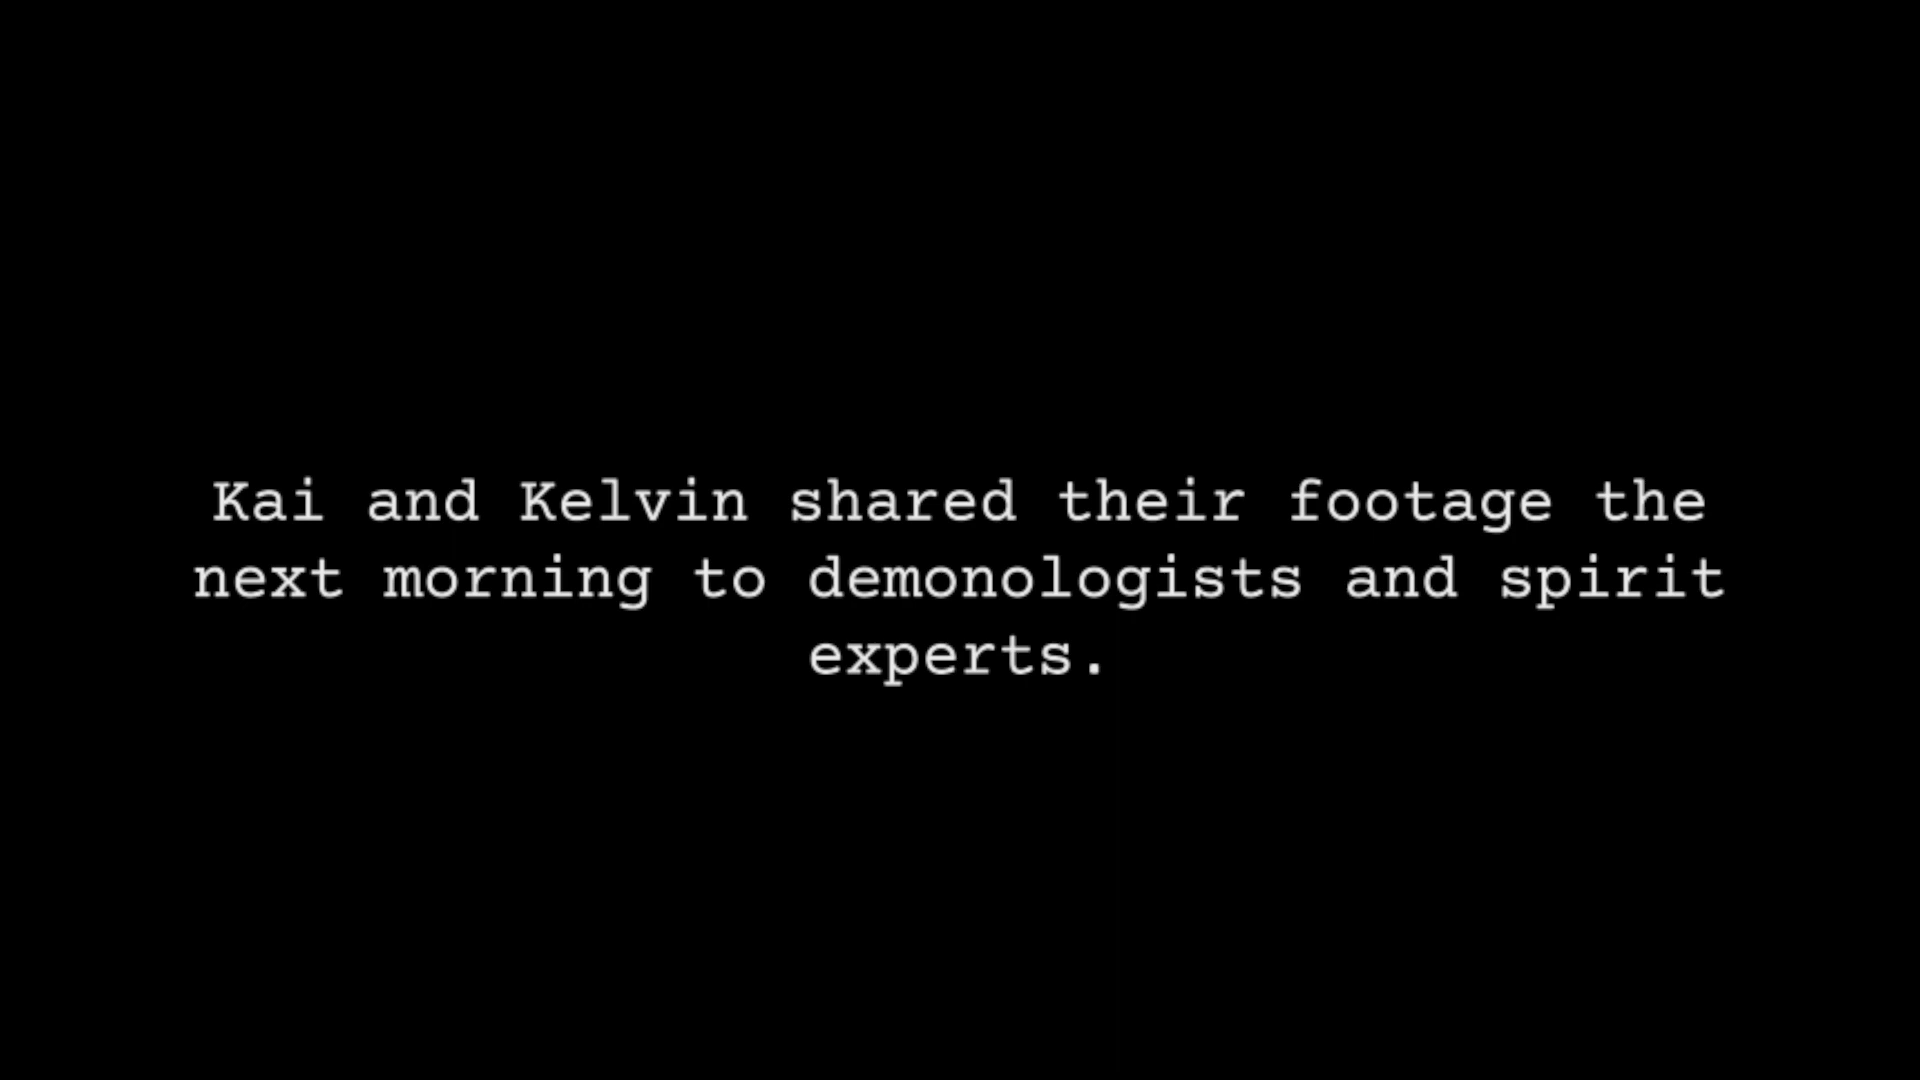 Kai and Kelvin shared their footage the
next morning to demonologists and spirit
experts.